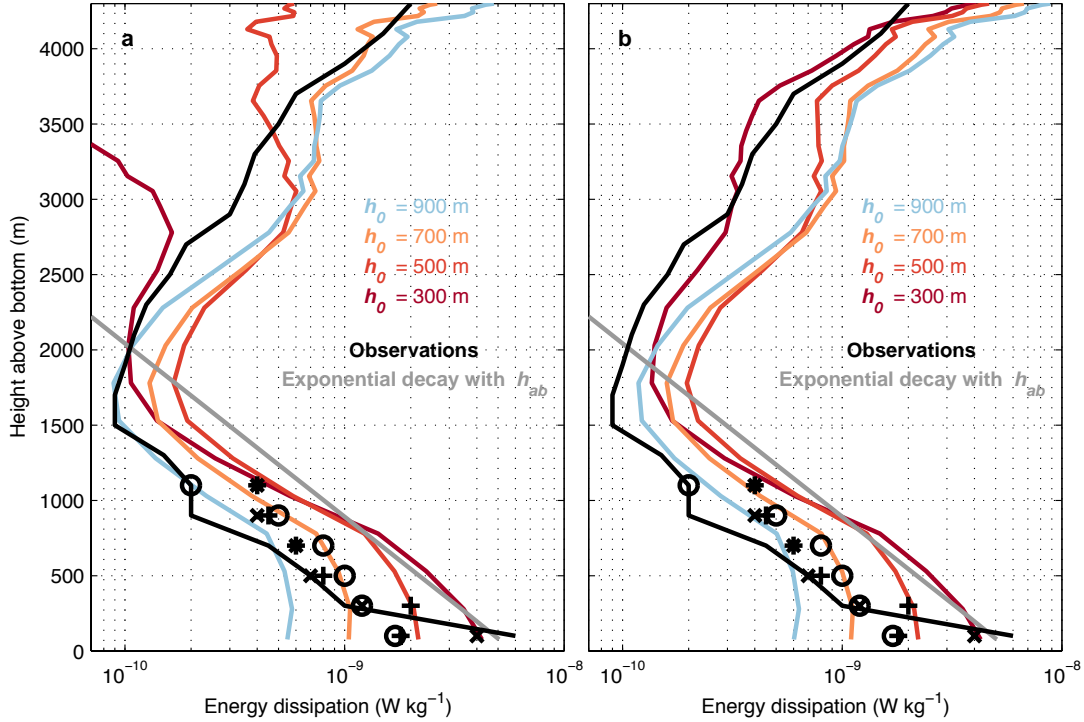 a
b
4000
3500
3000
2500
2000
1500
1000
500
0
Height above bottom (m)
h0 = 900 m
h0 = 700 m
h0 = 500 m
h0 = 300 m
Observations
Exponential decay with hab
h0 = 900 m
h0 = 700 m
h0 = 500 m
h0 = 300 m
Observations
Exponential decay with hab
10−10
10−9
10−8
10−10
10−9
10−8
Energy dissipation (W kg−1)
Energy dissipation (W kg−1)